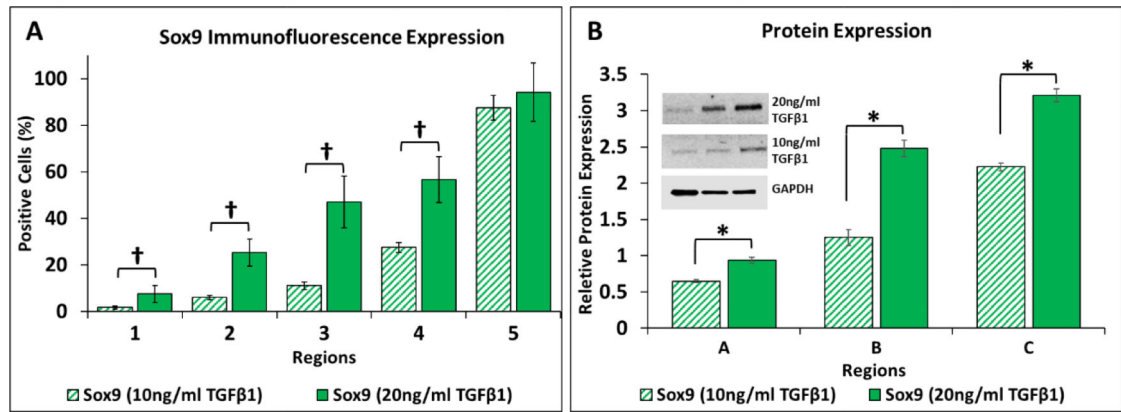 A
Sox9 Immunofluorescence Expression
Positive Cells (%)
100
80
60
40
20
0
†
†
†
†
1 2 3 4 5
Regions
Sox9 (10ng/ml TGFβ1) Sox9 (20ng/ml TGFβ1)
B
Protein Expression
Reletive Protein Expression
3.5
3
2.5
2
1.5
1
0.5
0
20ng/ml
TGFβ1
10ng/ml
TGFβ1
GAPDH
*
*
*
A B C
Regions
Sox9 (10ng/ml TGFβ1) Sox9 (20ng/ml TGFβ1)